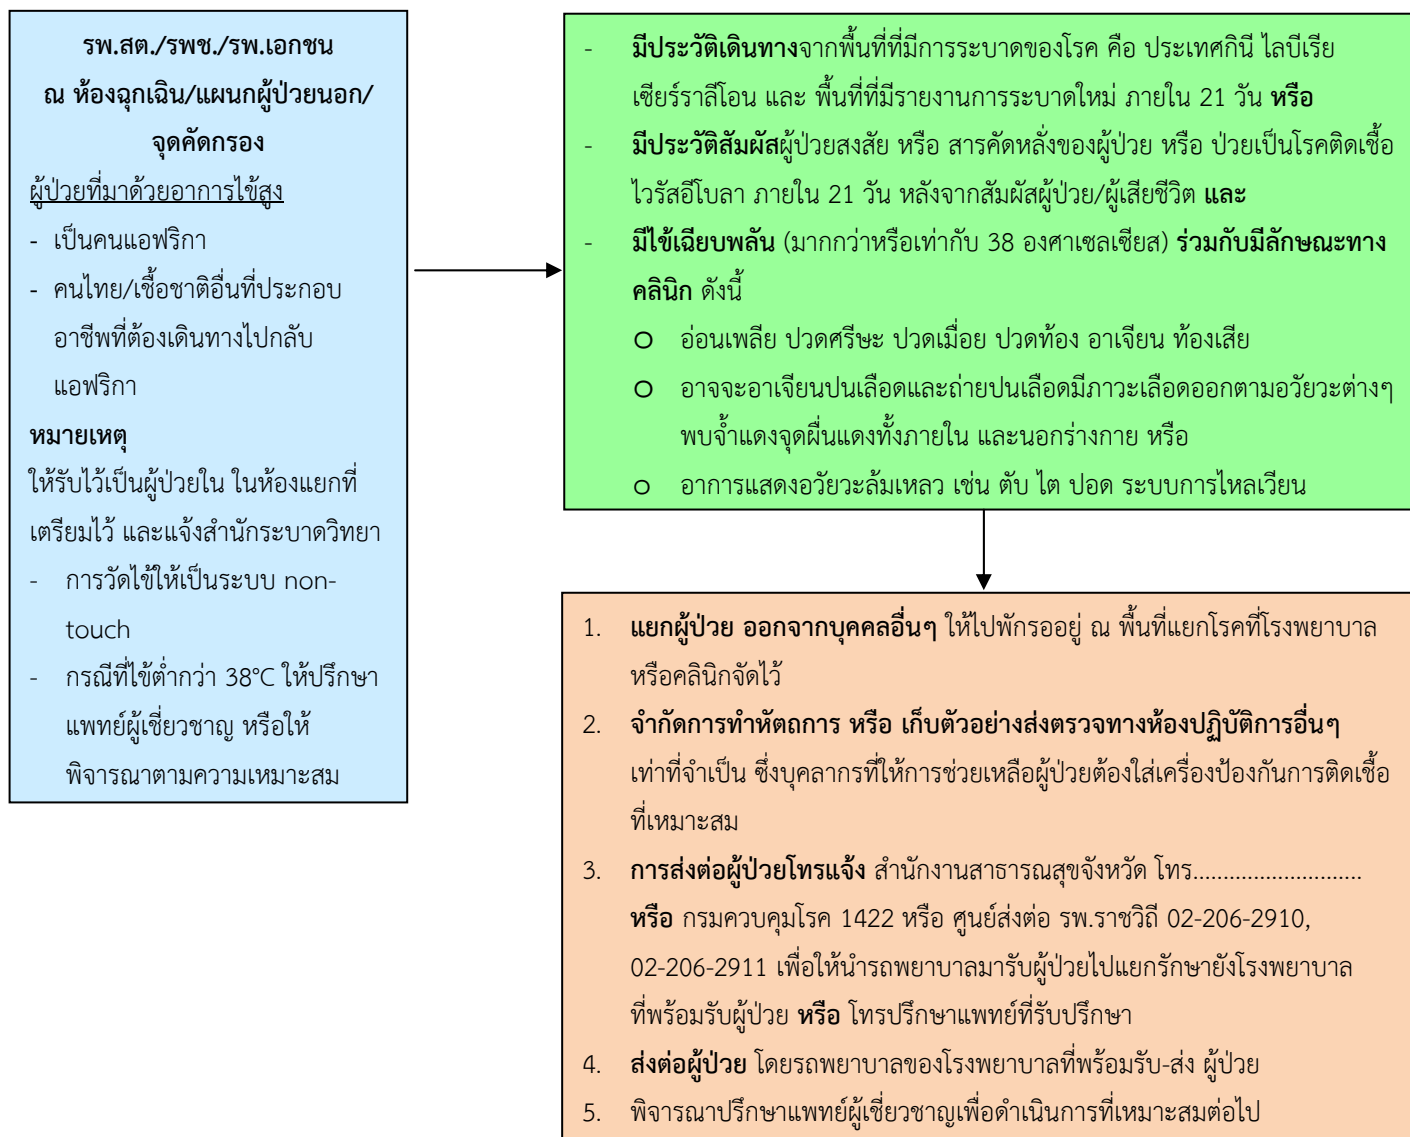 รพ.สต./รพช./รพ.เอกชน
ณ ห้องฉุกเฉิน/แผนกผู้ป่วยนอก/
จุดคัดกรอง
ผู้ป่วยที่มาด้วยอาการไข้สูง
- เป็นคนแอฟริกา
- คนไทย/เชื้อชาติอื่นที่ประกอบ
อาชีพที่ต้องเดินทางไปกลับ
แอฟริกา
หมายเหตุ
ให้รับไว้เป็นผู้ป่วยใน ในห้องแยกที่
เตรียมไว้ และแจ้งสำนักระบาดวิทยา
- การวัดไข้ให้เป็นระบบ non-
touch
- กรณีที่ไข้ต่ำกว่า 38°C ให้ปรึกษา
แพทย์ผู้เชี่ยวชาญ หรือให้
พิจารณาตามความเหมาะสม
- มีประวัติเดินทางจากพื้นที่ที่มีการระบาดของโรค คือ ประเทศกินี ไลบีเรีย
เซียร์ราลีโอน และ พื้นที่ที่มีรายงานการระบาดใหม่ ภายใน 21 วัน หรือ
- มีประวัติสัมผัสผู้ป่วยสงสัย หรือ สารคัดหลั่งของผู้ป่วย หรือ ป่วยเป็นโรคติดเชื้อ
ไวรัสอีโบลา ภายใน 21 วัน หลังจากสัมผัสผู้ป่วย/ผู้เสียชีวิต และ
- มีไข้เฉียบพลัน (มากกว่าหรือเท่ากับ 38 องศาเซลเซียส) ร่วมกับมีลักษณะทาง
คลินิก ดังนี้
o อ่อนเพลีย ปวดศรีษะ ปวดเมื่อย ปวดท้อง อาเจียน ท้องเสีย
o อาจจะอาเจียนปนเลือดและถ่ายปนเลือดมีภาวะเลือดออกตามอวัยวะต่างๆ
พบจ้ำแดงจุดผื่นแดงทั้งภายใน และนอกร่างกาย หรือ
o อาการแสดงอวัยวะล้มเหลว เช่น ตับ ไต ปอด ระบบการไหลเวียน
1. แยกผู้ป่วย ออกจากบุคคลอื่นๆ ให้ไปพักรออยู่ ณ พื้นที่แยกโรคที่โรงพยาบาล
หรือคลินิกจัดไว้
2. จำกัดการทำหัตถการ หรือ เก็บตัวอย่างส่งตรวจทางห้องปฏิบัติการอื่นๆ
เท่าที่จำเป็น ซึ่งบุคลากรที่ให้การช่วยเหลือผู้ป่วยต้องใส่เครื่องป้องกันการติดเชื้อ
ที่เหมาะสม
3. การส่งต่อผู้ป่วยโทรแจ้ง สำนักงานสาธารณสุขจังหวัด โทร............................
หรือ กรมควบคุมโรค 1422 หรือ ศูนย์ส่งต่อ รพ.ราชวิถี 02-206-2910,
02-206-2911 เพื่อให้นำรถพยาบาลมารับผู้ป่วยไปแยกรักษายังโรงพยาบาล
ที่พร้อมรับผู้ป่วย หรือ โทรปรึกษาแพทย์ที่รับปรึกษา
4. ส่งต่อผู้ป่วย โดยรถพยาบาลของโรงพยาบาลที่พร้อมรับ-ส่ง ผู้ป่วย
5. พิจารณาปรึกษาแพทย์ผู้เชี่ยวชาญเพื่อดำเนินการที่เหมาะสมต่อไป